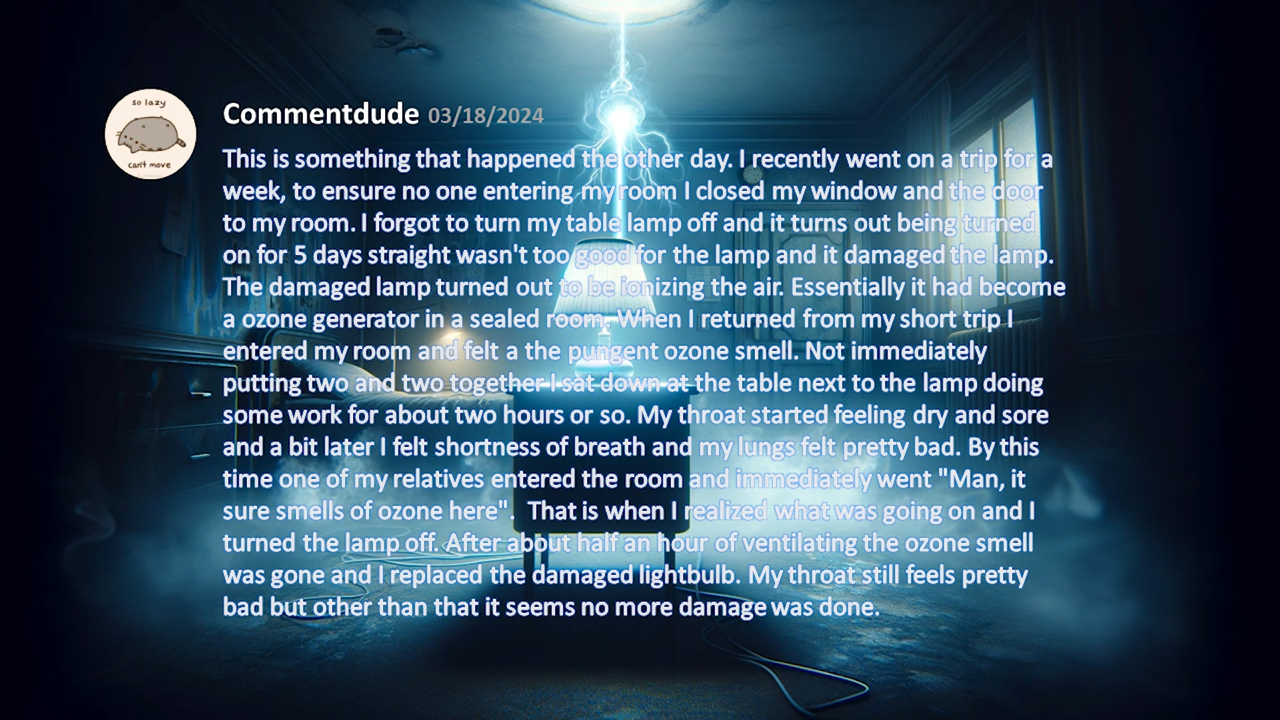 so lazy
can't move
Commentdude 03/18/2024
This is something that happened the other day. I recently went on a trip for a
week, to ensure no one entering my room I closed my window and the door
to my room. I forgot to turn my table lamp off and it turns out being turned
on for 5 days straight wasn't too good for the lamp and it damaged the lamp.
The damaged lamp turned out to be ionizing the air. Essentially it had become
a ozone generator in a sealed room. When I returned from my short trip I
entered my room and felt a the pungent ozone smell. Not immediately
putting two and two together I sat down at the table next to the lamp doing
some work for about two hours or so. My throat started feeling dry and sore
and a bit later I felt shortness of breath and my lungs felt pretty bad. By this
time one of my relatives entered the room and immediately went "Man, it
sure smells of ozone here".  That is when I realized what was going on and I
turned the lamp off. After about half an hour of ventilating the ozone smell
was gone and I replaced the damaged lightbulb. My throat still feels pretty
bad but other than that it seems no more damage was done.